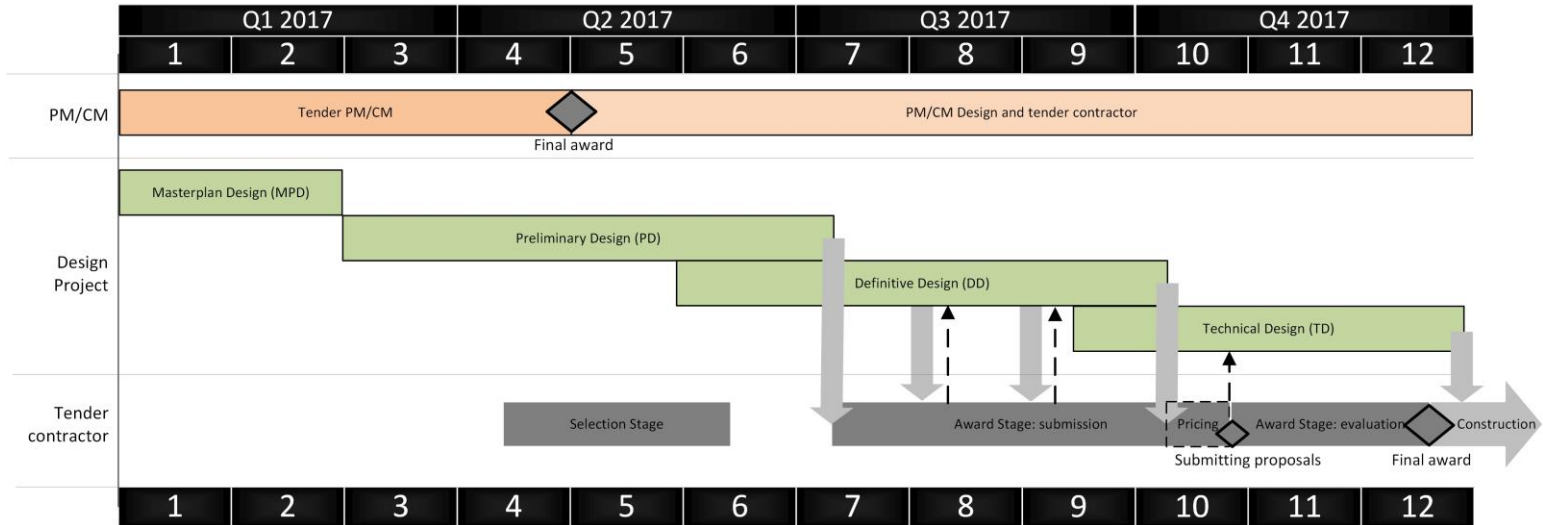 Q1 2017 Q2 2017 Q3 2017 Q4 2017
1 2 3 4 5 6 7 8 9 10 11 12
PM/CM
Tender PM/CM
PM/CM Design and tender contractor
Final award
Masterplan Design (MPD)
Preliminary Design (PD)
Design
Project
Definitive Design (DD)
Technical Design (TD)
Tender
contractor
Selection Stage
Award Stage: submission
Pricing
Award Stage: evaluation
Construction
Submitting proposals
Final award
1 2 3 4 5 6 7 8 9 10 11 12